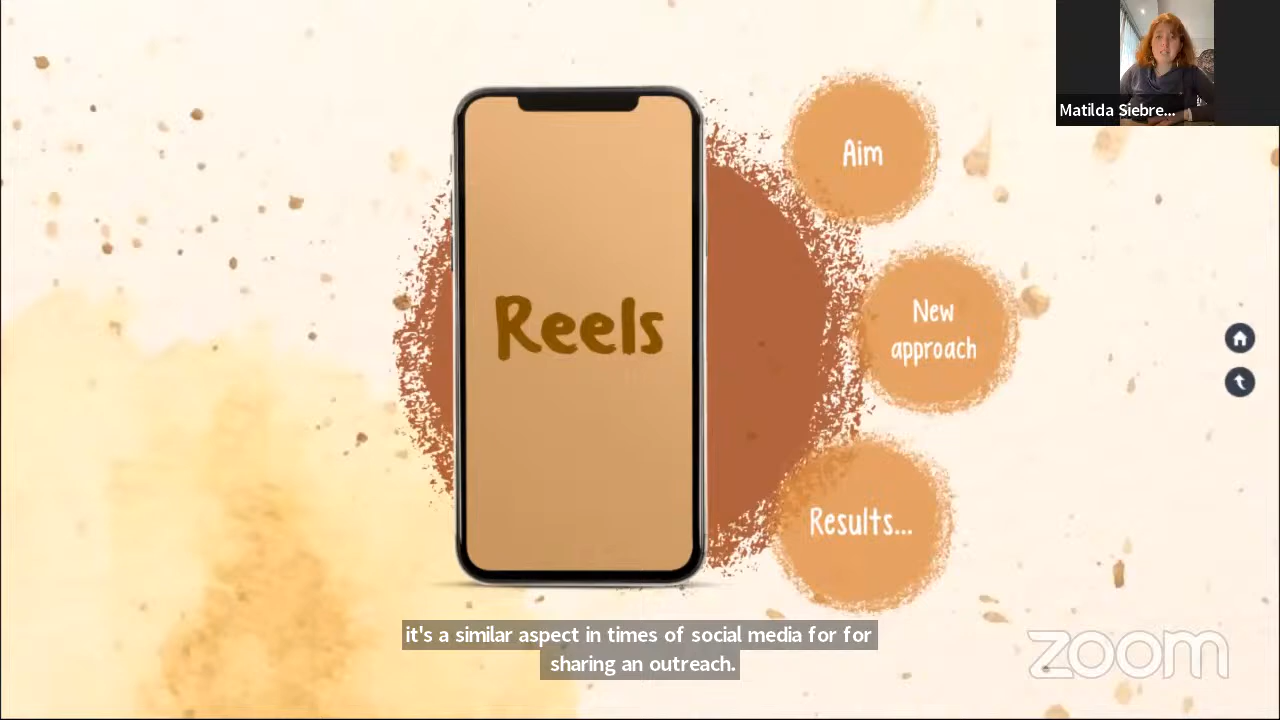 Matilda Siebre...
Aim
Reels
New
approach
Results...
it's a similar aspect in times of social media for for
sharing an outreach.
zoom